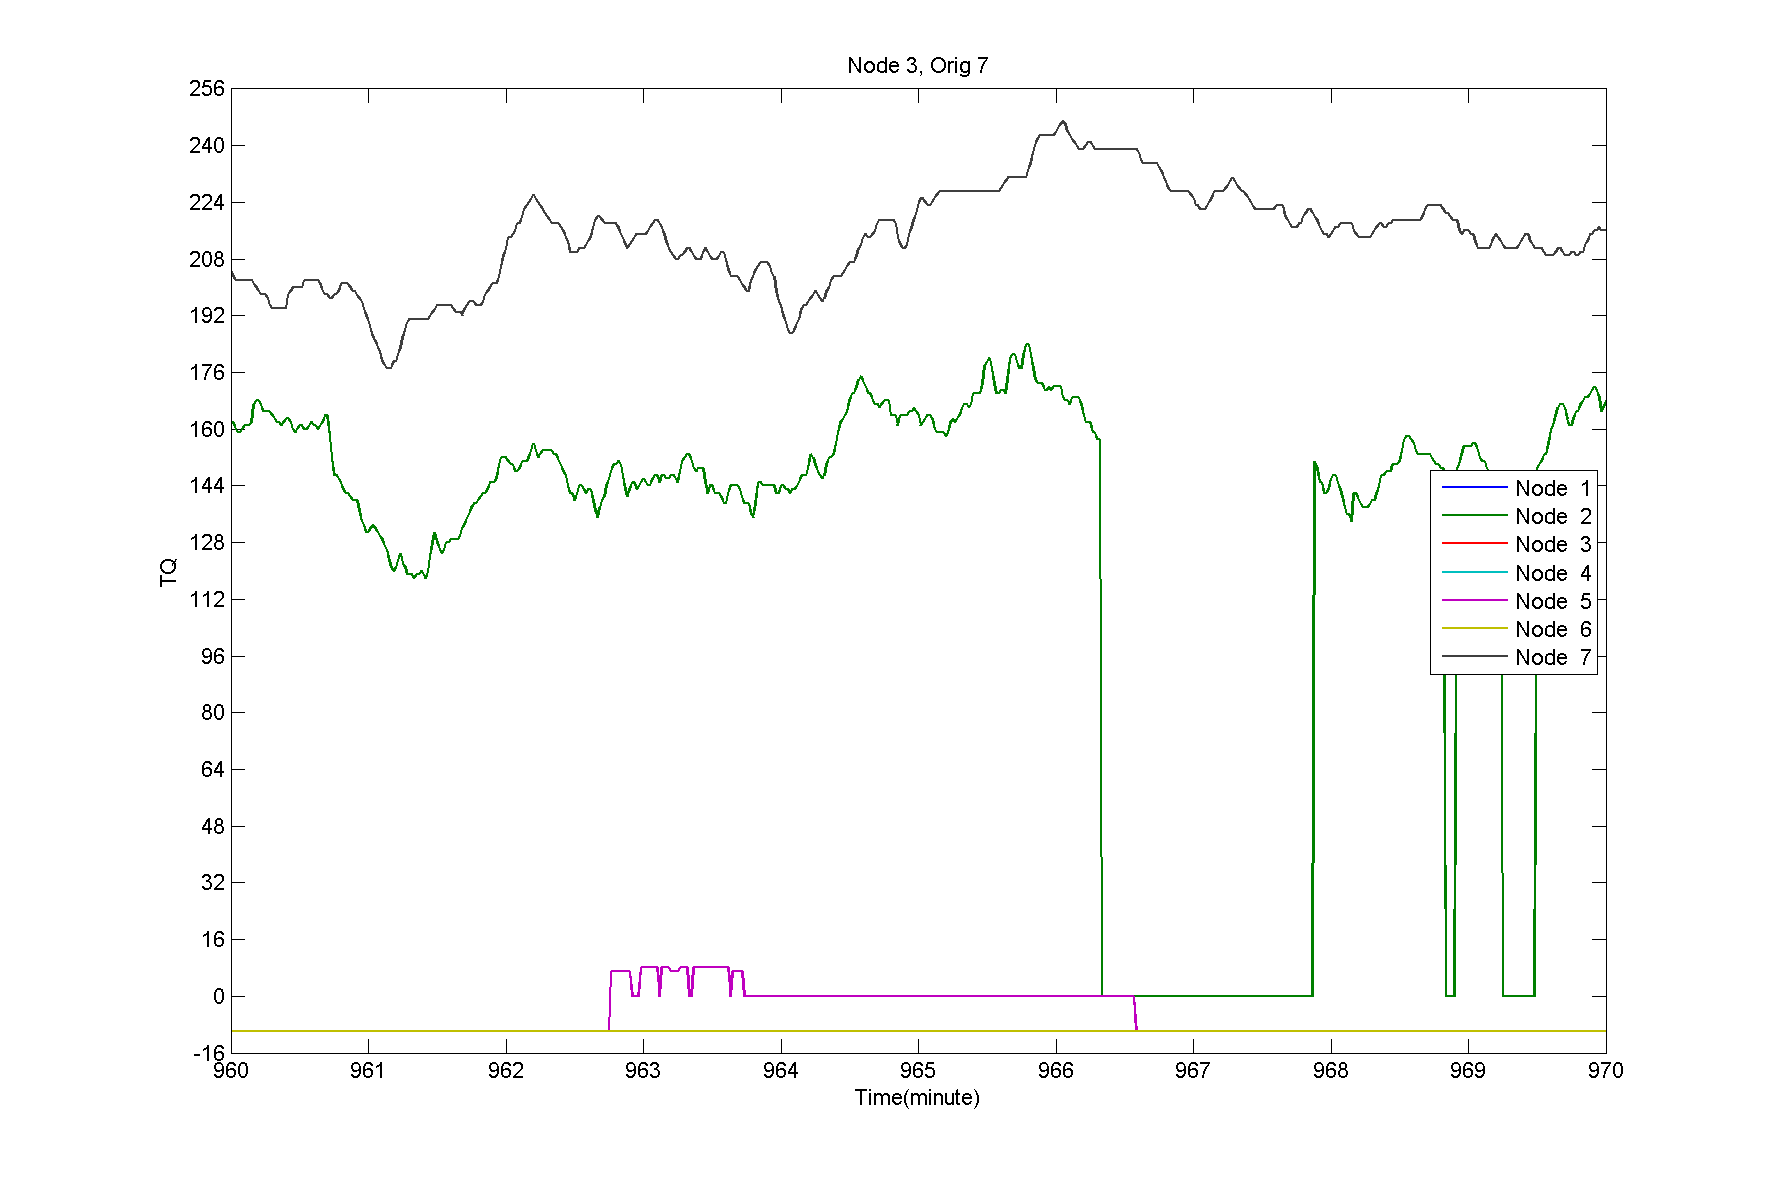 Node 3, Orig 7
256
240
224
208
192
176
160
144
128
112
96
80
64
48
32
16
0
-16
TQ
Node 1
Node 2
Node 3
Node 4
Node 5
Node 6
Node 7
960 961 962 963 964 965 966 967 968 969 970
Time(minute)